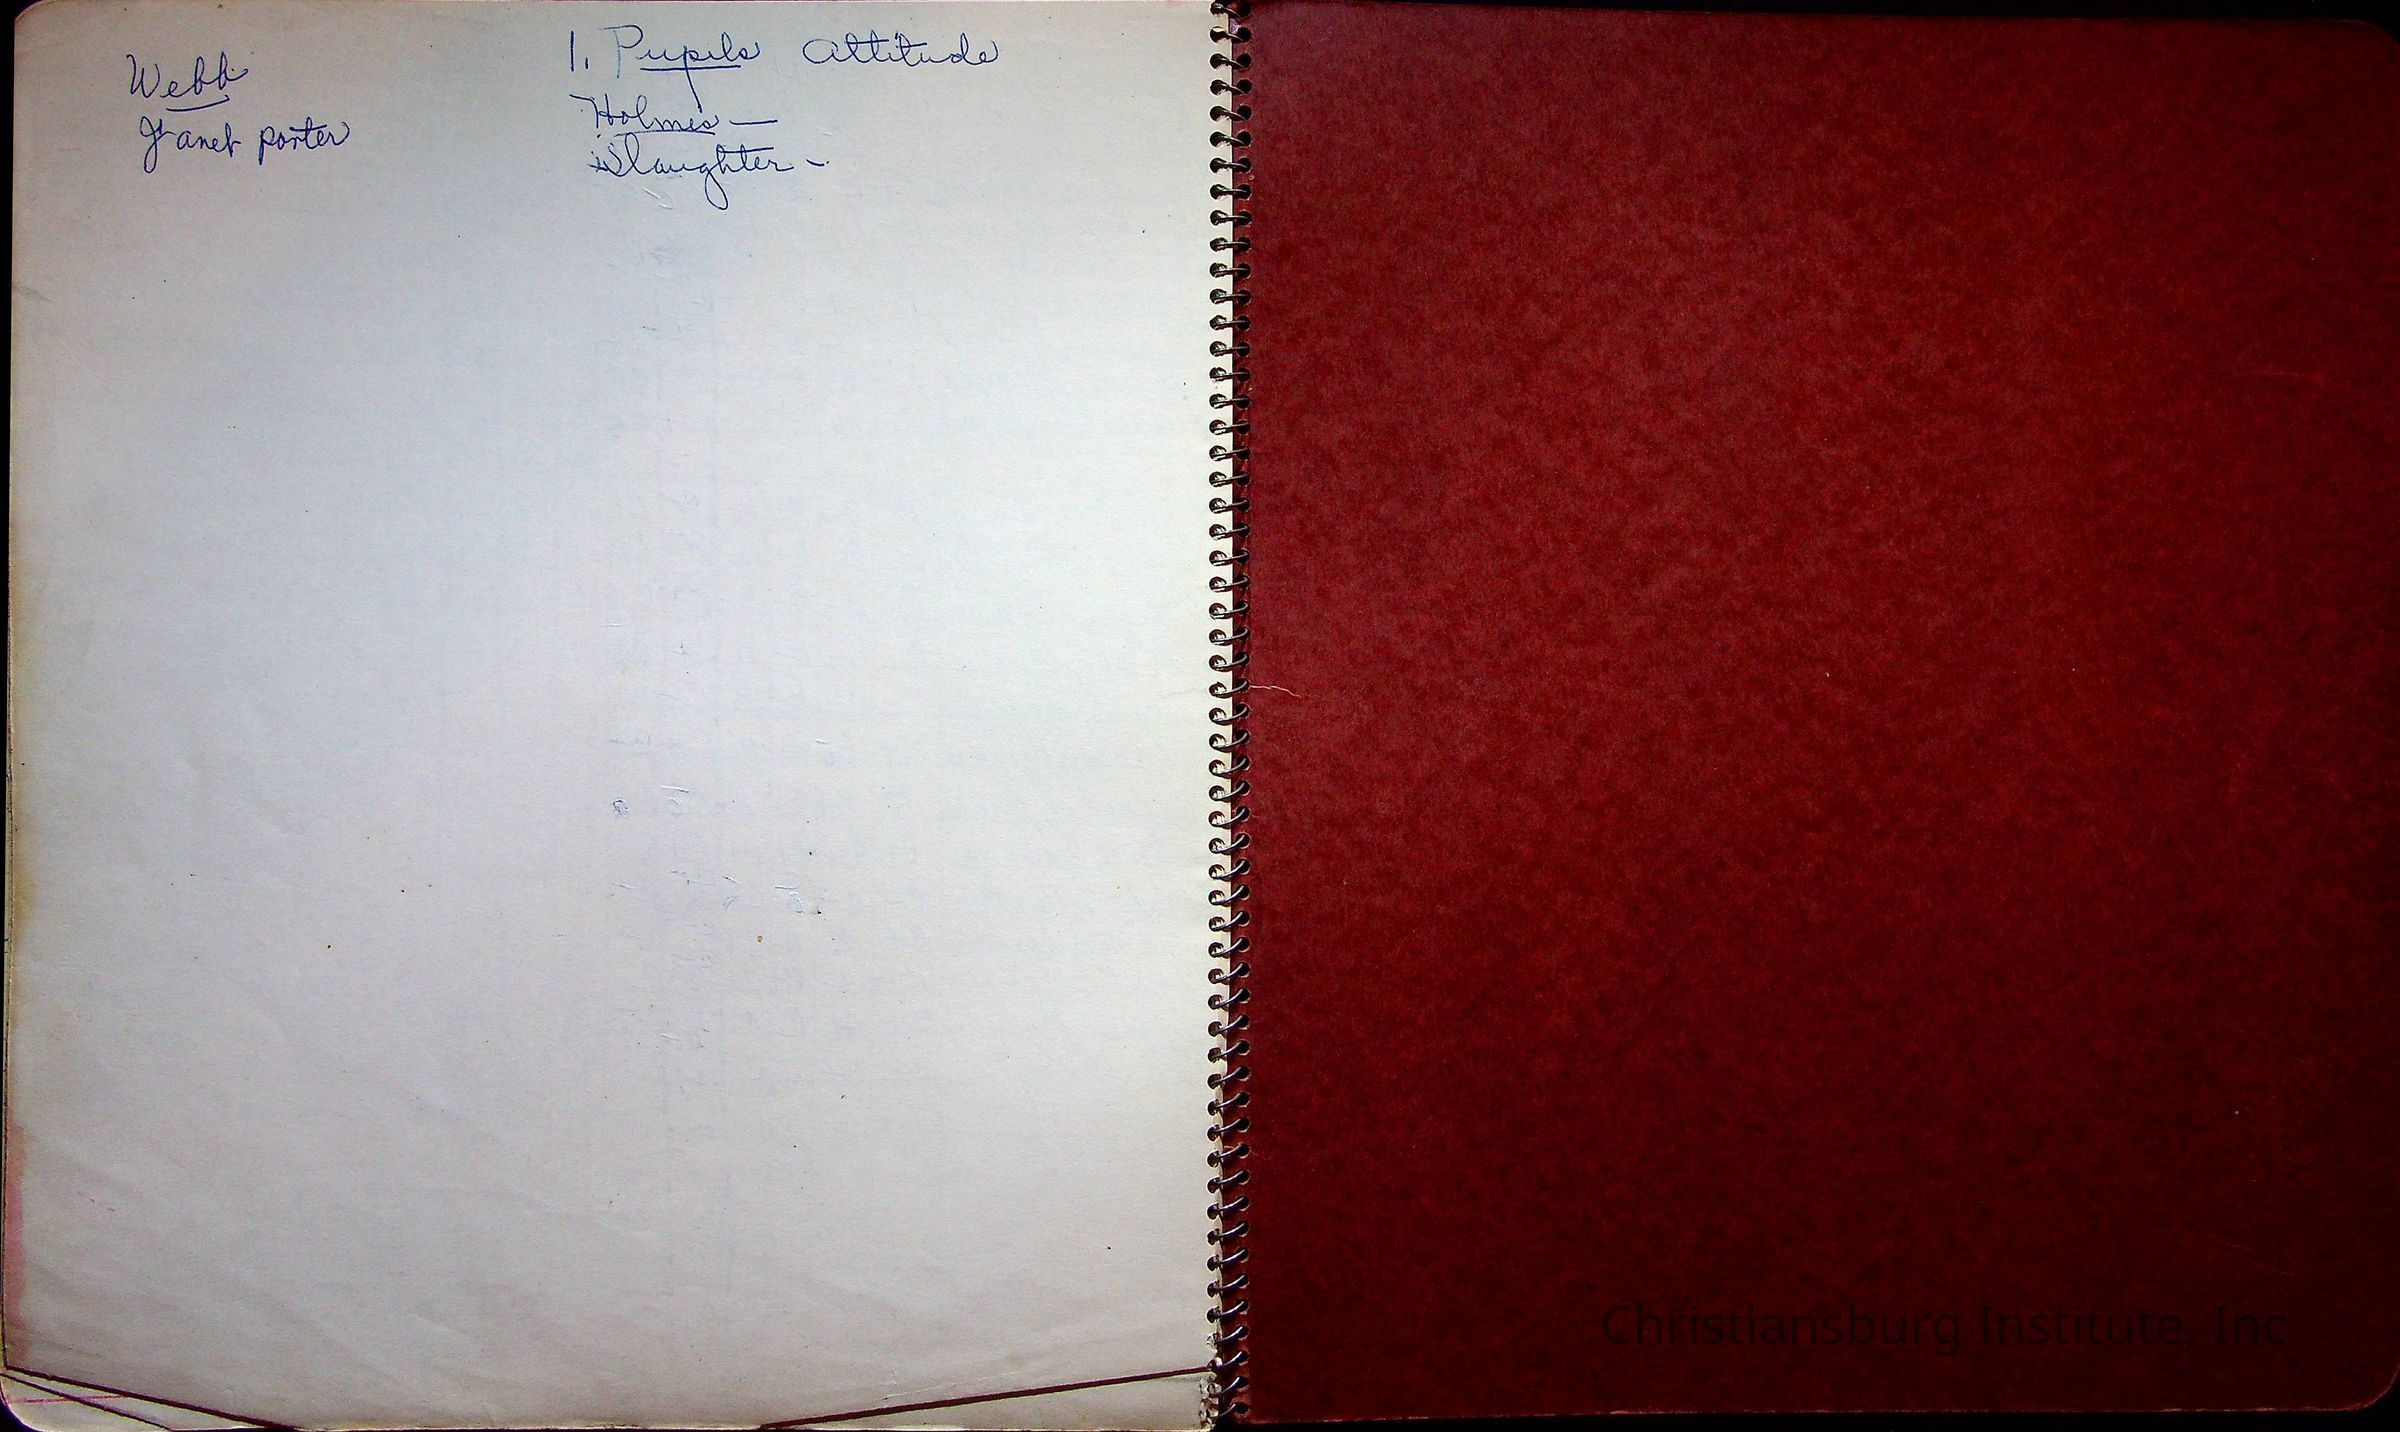 Webb
Janet porter
1. Pupils Attitude
Holmes —
Slaughter -
Christiansburg Institute, Inc